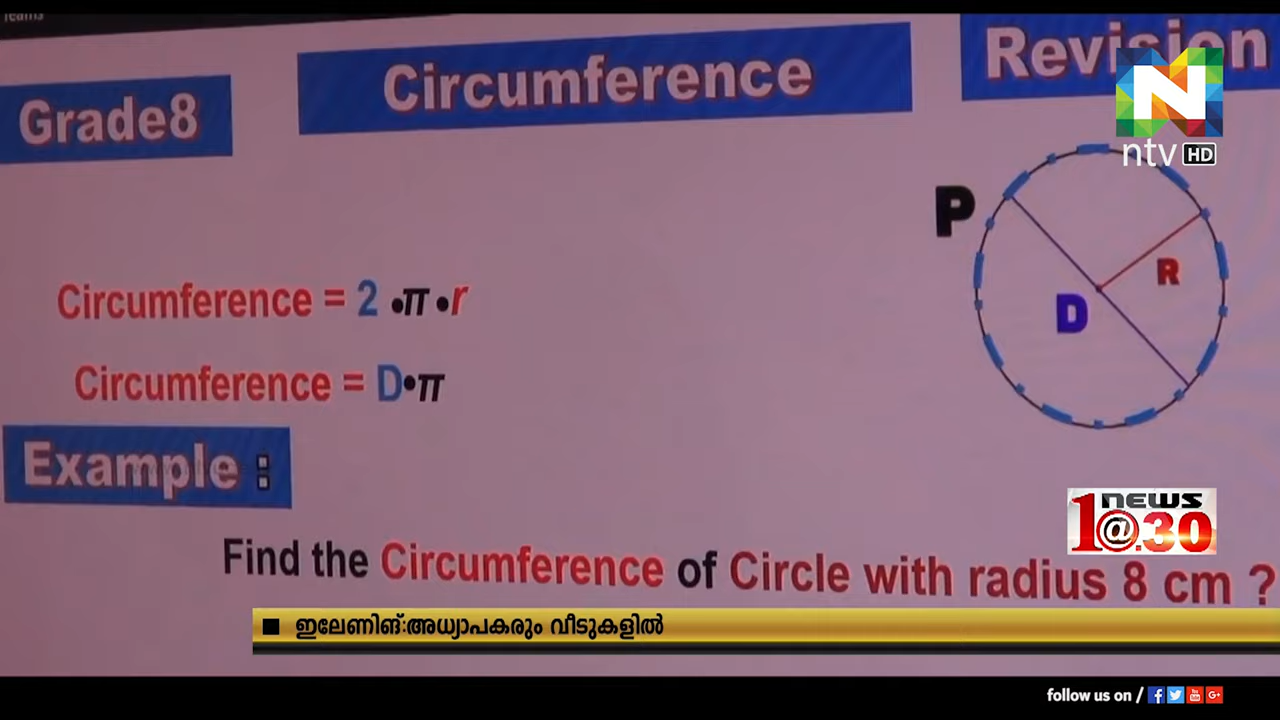 Teams
Grade8
Circumference
Revision
ntv HD
P
R
D
Circumference = 2 •π •r
Circumference = D•π
Example :
Find the Circumference of Circle with radius 8 cm ?
news
1@.30
■ ഇലേണിങ്:അധ്യാപകരും വീടുകളിൽ
follow us on /